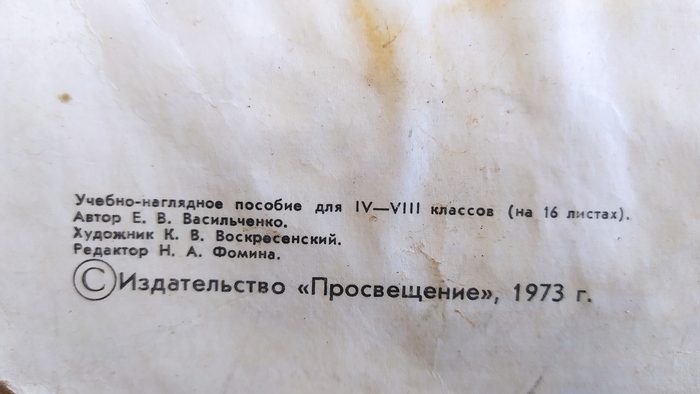 Учебно-наглядное пособие для IV—VIII классов (на 16 листах).
Автор Е. В. Васильченко.
Художник К. В. Воскресенский.
Редактор Н. А. Фомина.
©Издательство «Просвещение», 1973 г.